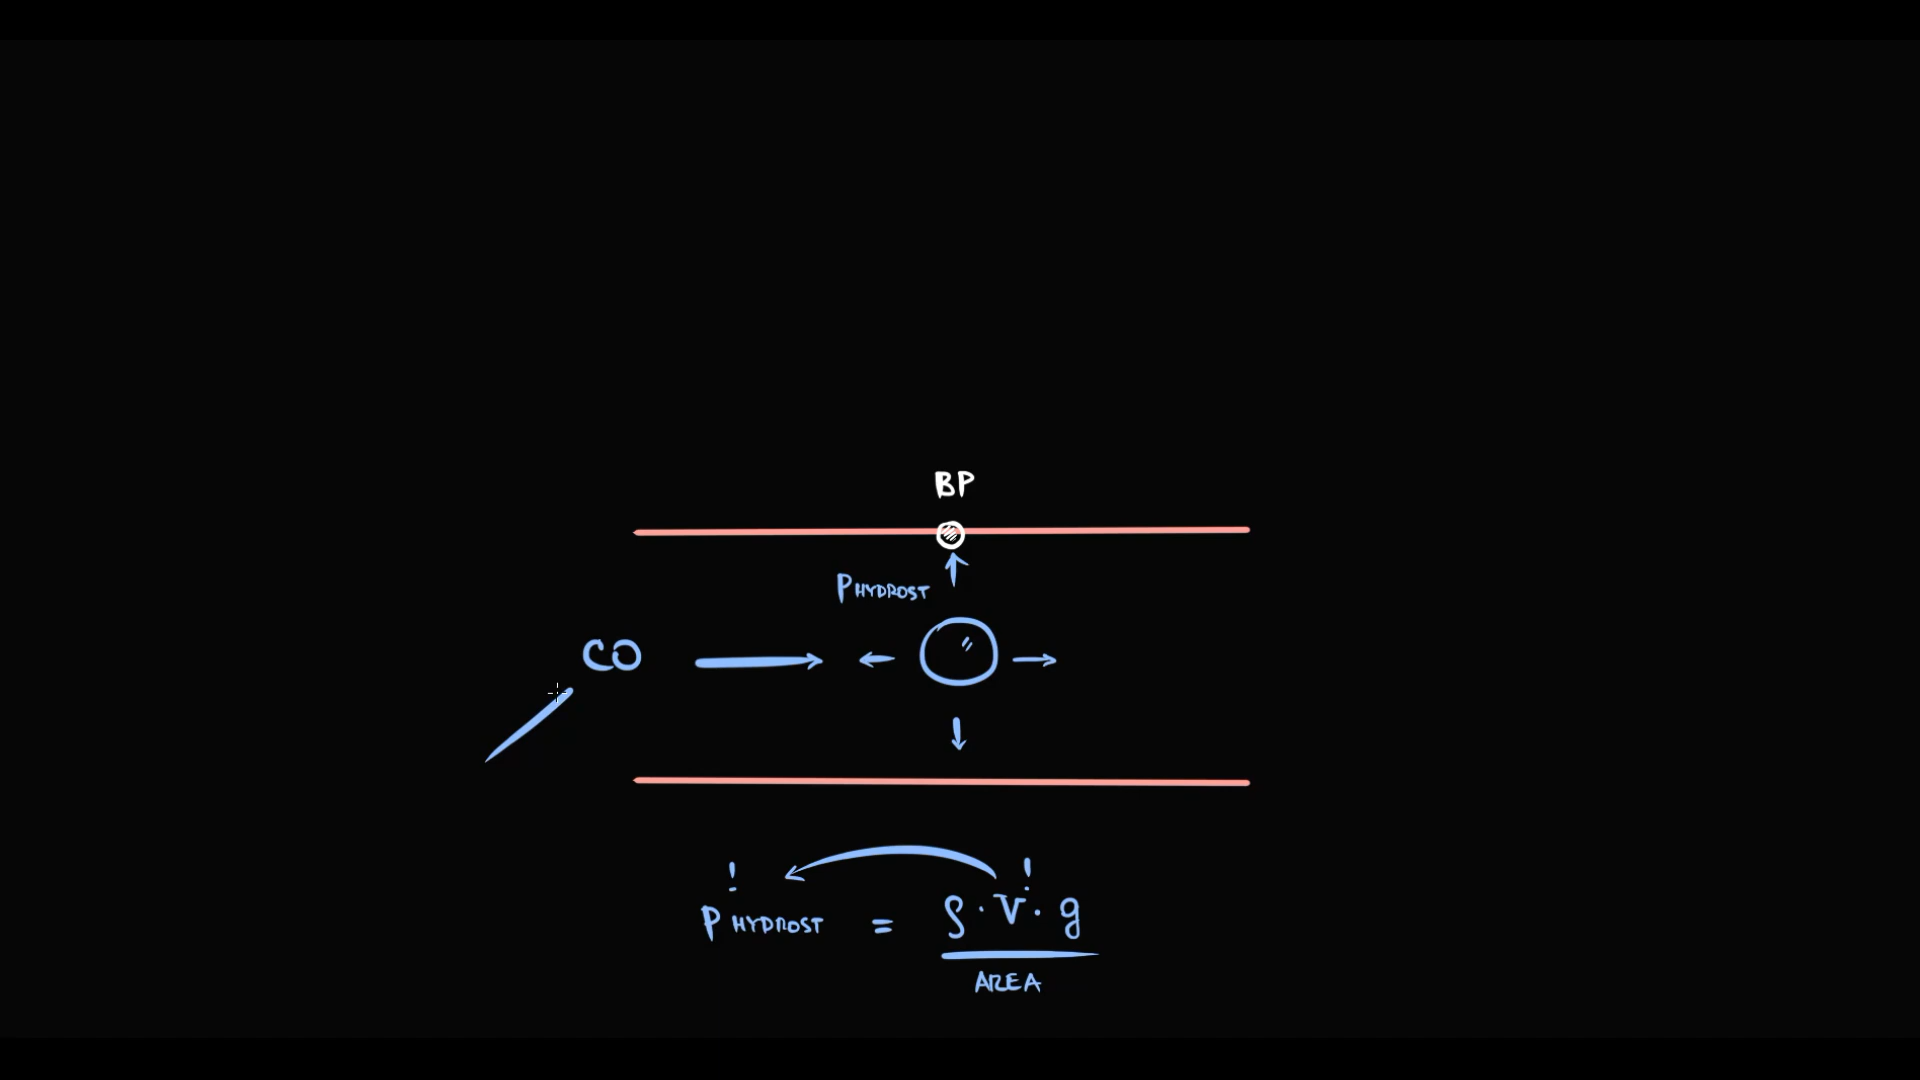 BP
PHYDROST
CO
! !
PHYDROST = ρ · V · g
AREA